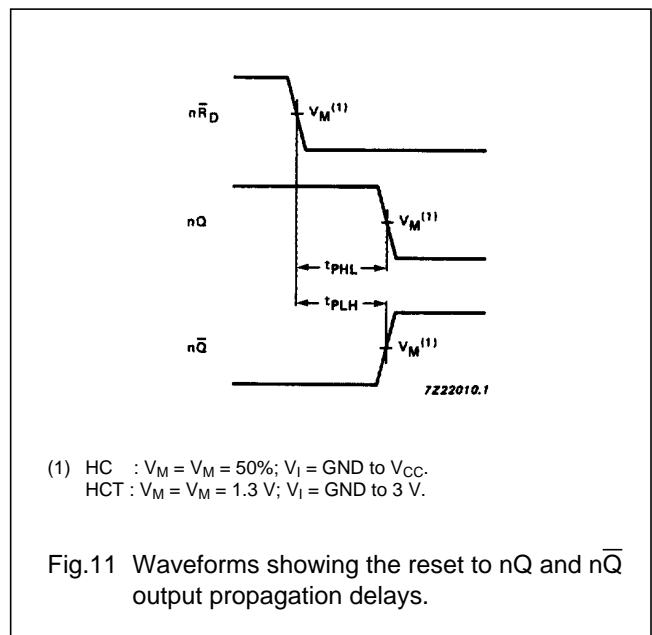 nR̅D
VM(1)
nQ
VM(1)
tPHL
tPLH
nQ̅
VM(1)
7Z22010.1
(1) HC : VM = VM = 50%; VI = GND to VCC.
HCT : VM = VM = 1.3 V; VI = GND to 3 V.
Fig.11 Waveforms showing the reset to nQ and nQ̅
output propagation delays.